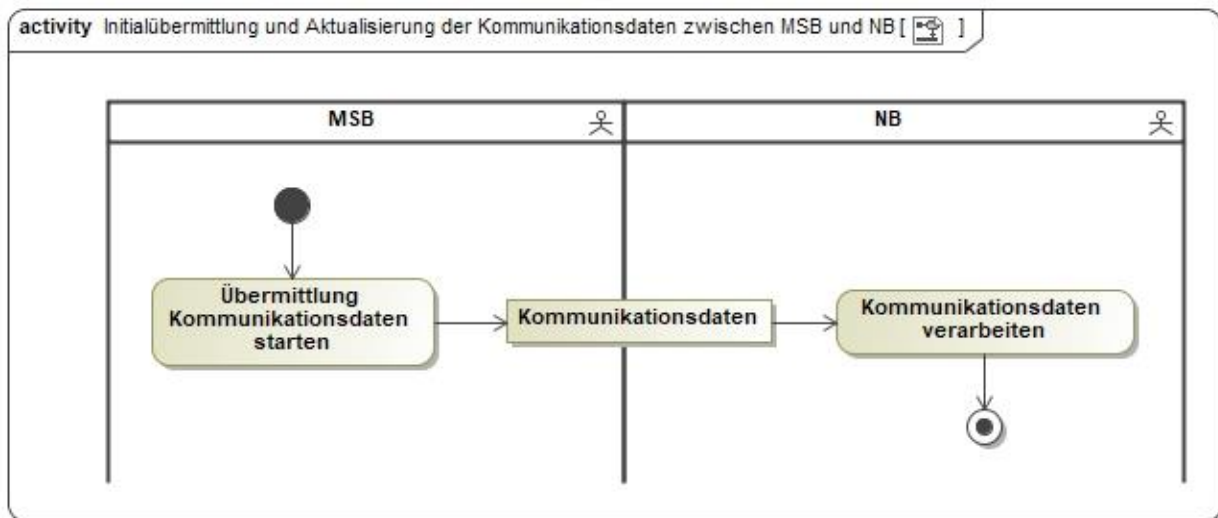 activity Initialübermittlung und Aktualisierung der Kommunikationsdaten zwischen MSB und NB [ ]
MSB
NB
Übermittlung
Kommunikationsdaten
starten
Kommunikationsdaten
Kommunikationsdaten
verarbeiten